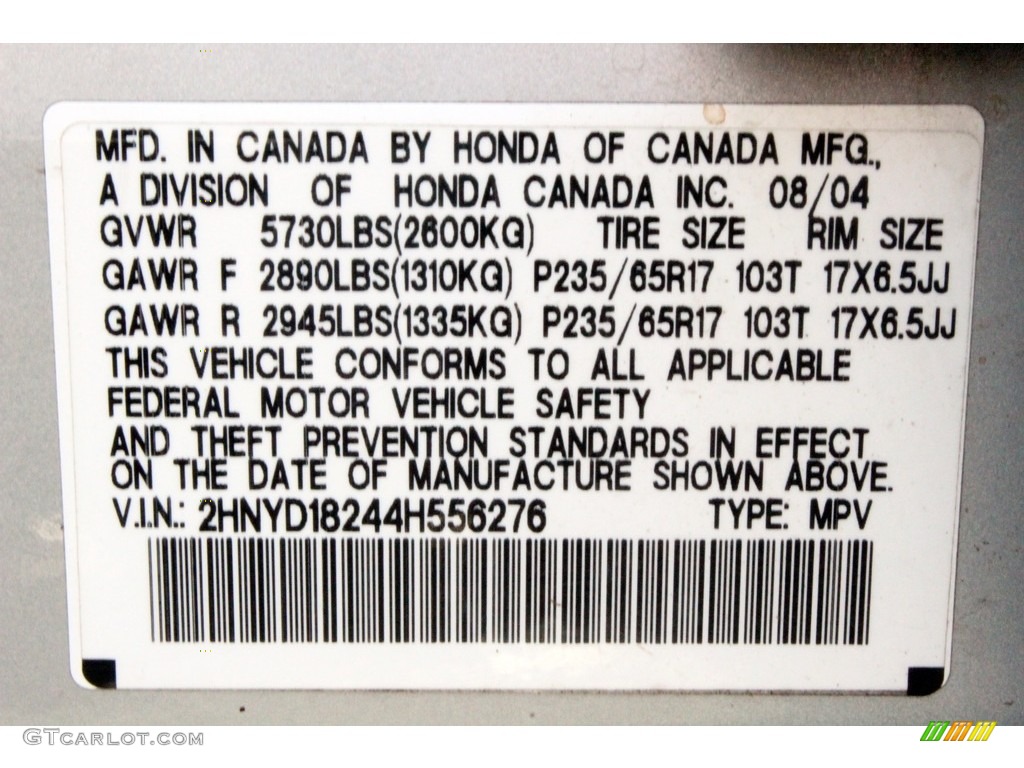 MFD. IN CANADA BY HONDA OF CANADA MFG.,
A DIVISION OF HONDA CANADA INC. 08/04
GVWR 5730LBS(2600KG) TIRE SIZE RIM SIZE
GAWR F 2890LBS(1310KG) P235/65R17 103T 17X6.5JJ
GAWR R 2945LBS(1335KG) P235/65R17 103T 17X6.5JJ
THIS VEHICLE CONFORMS TO ALL APPLICABLE
FEDERAL MOTOR VEHICLE SAFETY
AND THEFT PREVENTION STANDARDS IN EFFECT
ON THE DATE OF MANUFACTURE SHOWN ABOVE.
V.I.N.: 2HNYD18244H556276 TYPE: MPV
GTCARLOT.COM